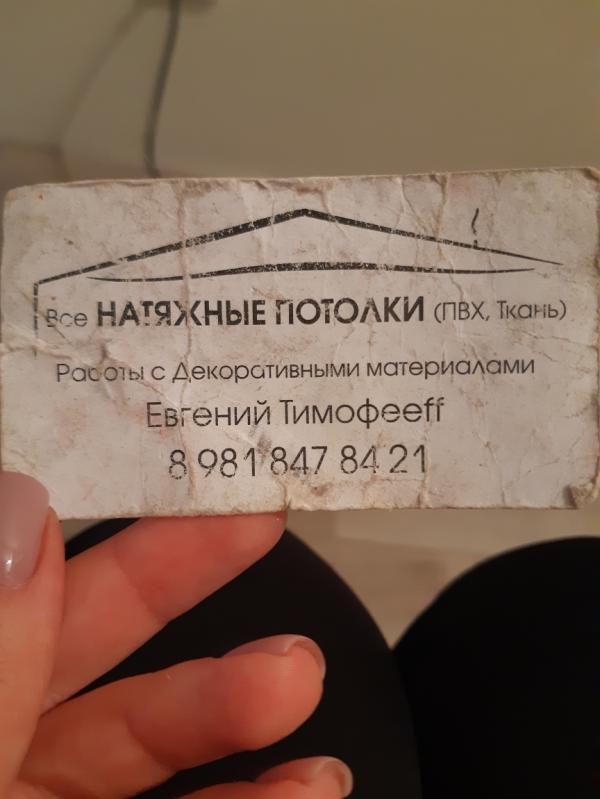 Все НАТЯЖНЫЕ ПОТОЛКИ (ПВХ, Ткань)
Работы с Декоративными материалами
Евгений Тимофееff
8 981 847 84 21